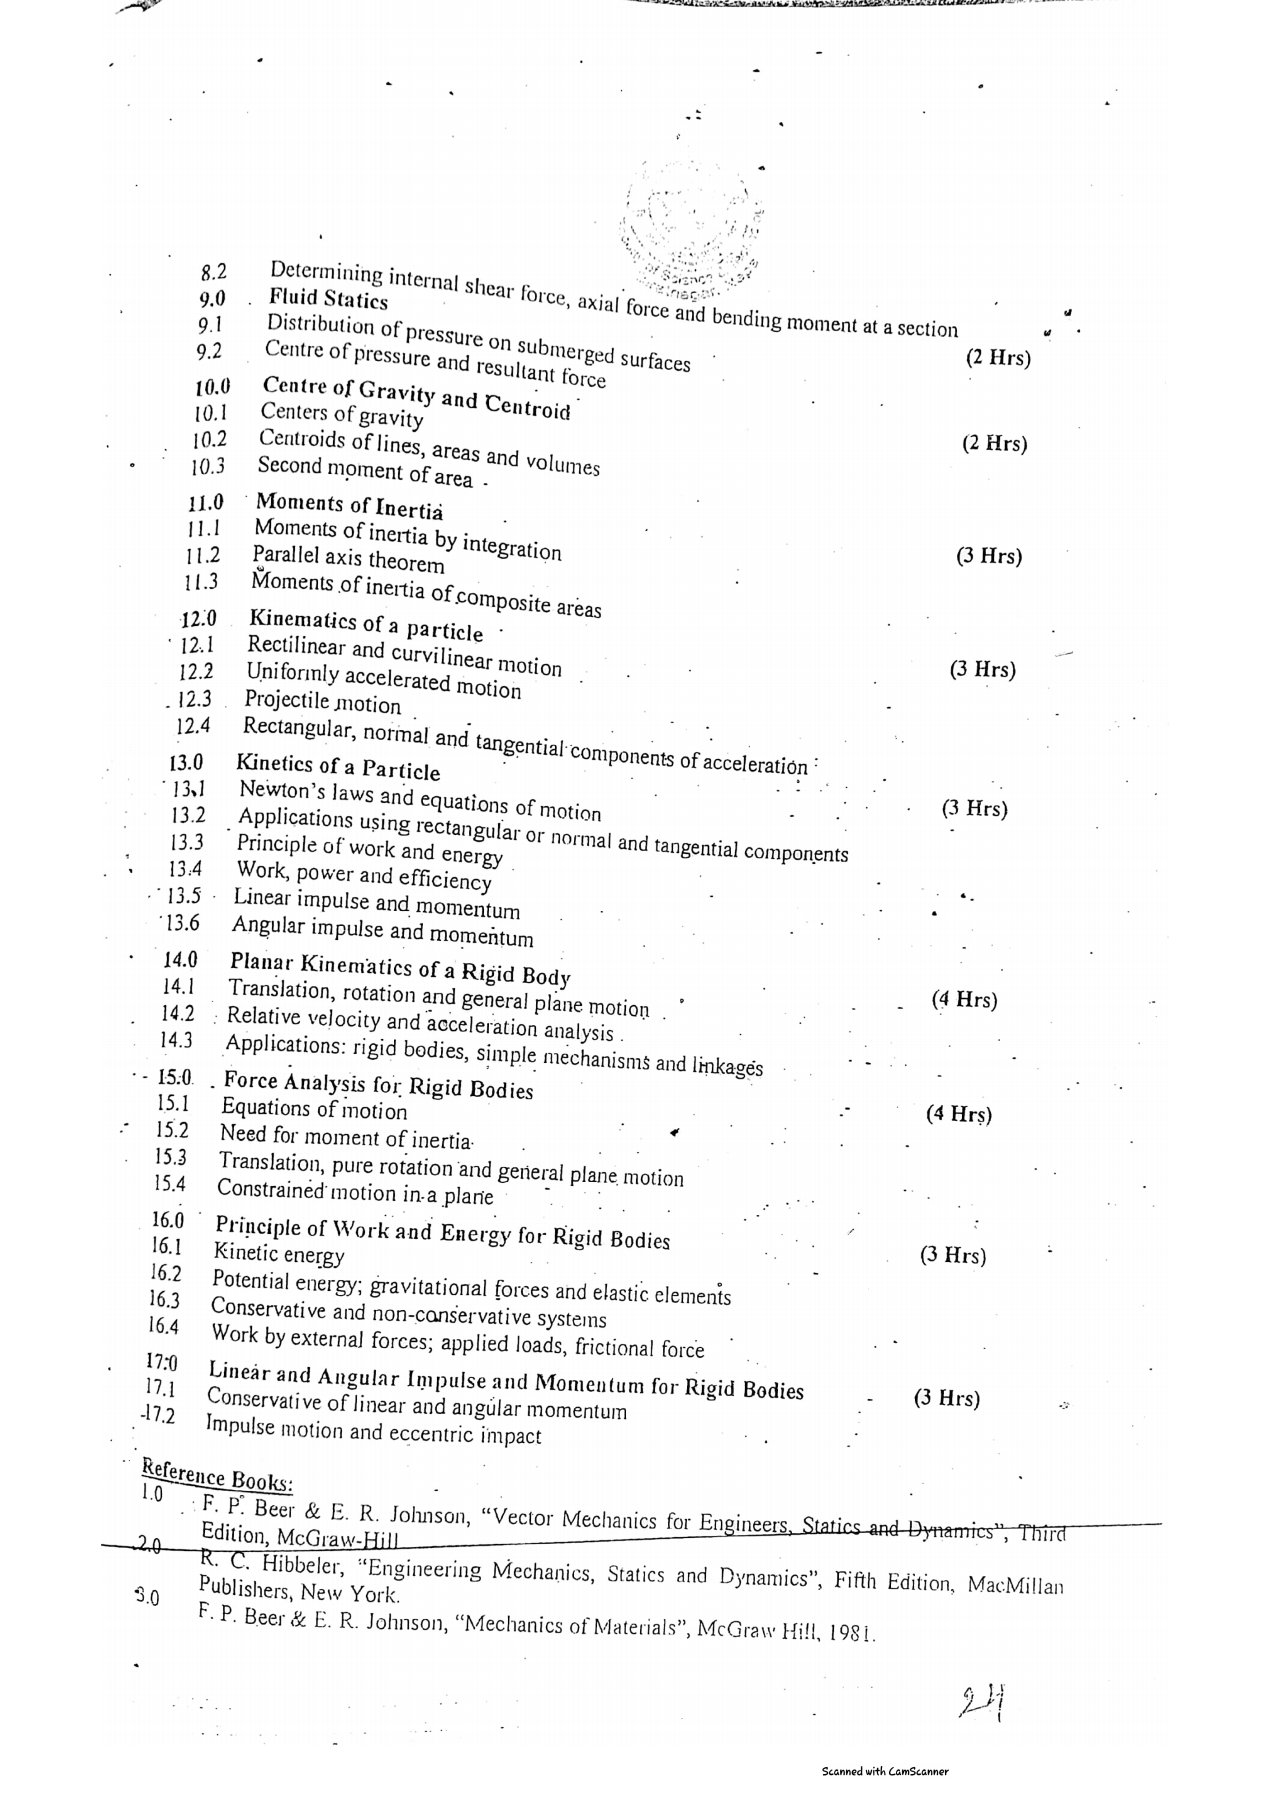 of Science
8.2 Determining internal shear force, axial force and bending moment at a section
9.0 Fluid Statics (2 Hrs)
9.1 Distribution of pressure on submerged surfaces
9.2 Centre of pressure and resultant force
10.0 Centre of Gravity and Centroid (2 Hrs)
10.1 Centers of gravity
10.2 Centroids of lines, areas and volumes
10.3 Second moment of area
11.0 Moments of Inertia (3 Hrs)
11.1 Moments of inertia by integration
11.2 Parallel axis theorem
11.3 Moments of inertia of composite areas
12.0 Kinematics of a particle (3 Hrs)
12.1 Rectilinear and curvilinear motion
12.2 Uniformly accelerated motion
12.3 Projectile motion
12.4 Rectangular, normal and tangential components of acceleration
13.0 Kinetics of a Particle (3 Hrs)
13.1 Newton's laws and equations of motion
13.2 Applications using rectangular or normal and tangential components
13.3 Principle of work and energy
13.4 Work, power and efficiency
13.5 Linear impulse and momentum
13.6 Angular impulse and momentum
14.0 Planar Kinematics of a Rigid Body (4 Hrs)
14.1 Translation, rotation and general plane motion
14.2 Relative velocity and acceleration analysis
14.3 Applications: rigid bodies, simple mechanisms and linkages
15.0 Force Analysis for Rigid Bodies (4 Hrs)
15.1 Equations of motion
15.2 Need for moment of inertia
15.3 Translation, pure rotation and general plane motion
15.4 Constrained motion in a plane
16.0 Principle of Work and Energy for Rigid Bodies (3 Hrs)
16.1 Kinetic energy
16.2 Potential energy; gravitational forces and elastic elements
16.3 Conservative and non-conservative systems
16.4 Work by external forces; applied loads, frictional force
17.0 Linear and Angular Impulse and Momentum for Rigid Bodies (3 Hrs)
17.1 Conservative of linear and angular momentum
17.2 Impulse motion and eccentric impact
Reference Books:
1.0 F. P. Beer & E. R. Johnson, "Vector Mechanics for Engineers, Statics and Dynamics", Third
Edition, McGraw-Hill
2.0 R. C. Hibbeler, "Engineering Mechanics, Statics and Dynamics", Fifth Edition, MacMillan
Publishers, New York.
3.0 F. P. Beer & E. R. Johnson, "Mechanics of Materials", McGraw Hill, 1981.
24
Scanned with CamScanner